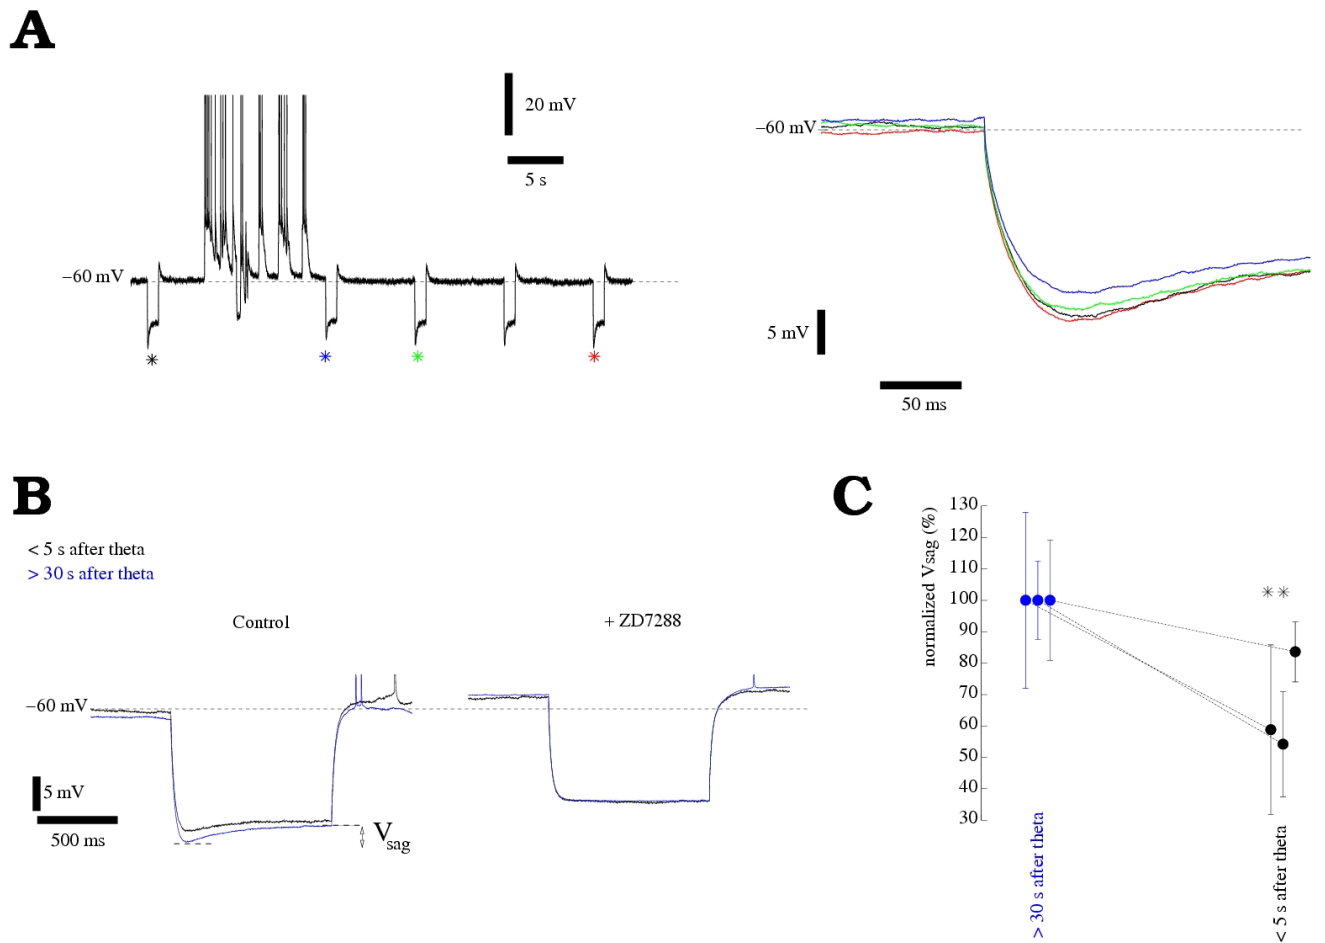 A
20 mV
5 s
−60 mV
* * * *
−60 mV
5 mV
50 ms
B
< 5 s after theta
> 30 s after theta
Control
+ ZD7288
−60 mV
5 mV
500 ms
Vsag
C
normalized Vsag (%)
130
120
110
100
90
80
70
60
50
40
30
* *
> 30 s after theta
< 5 s after theta